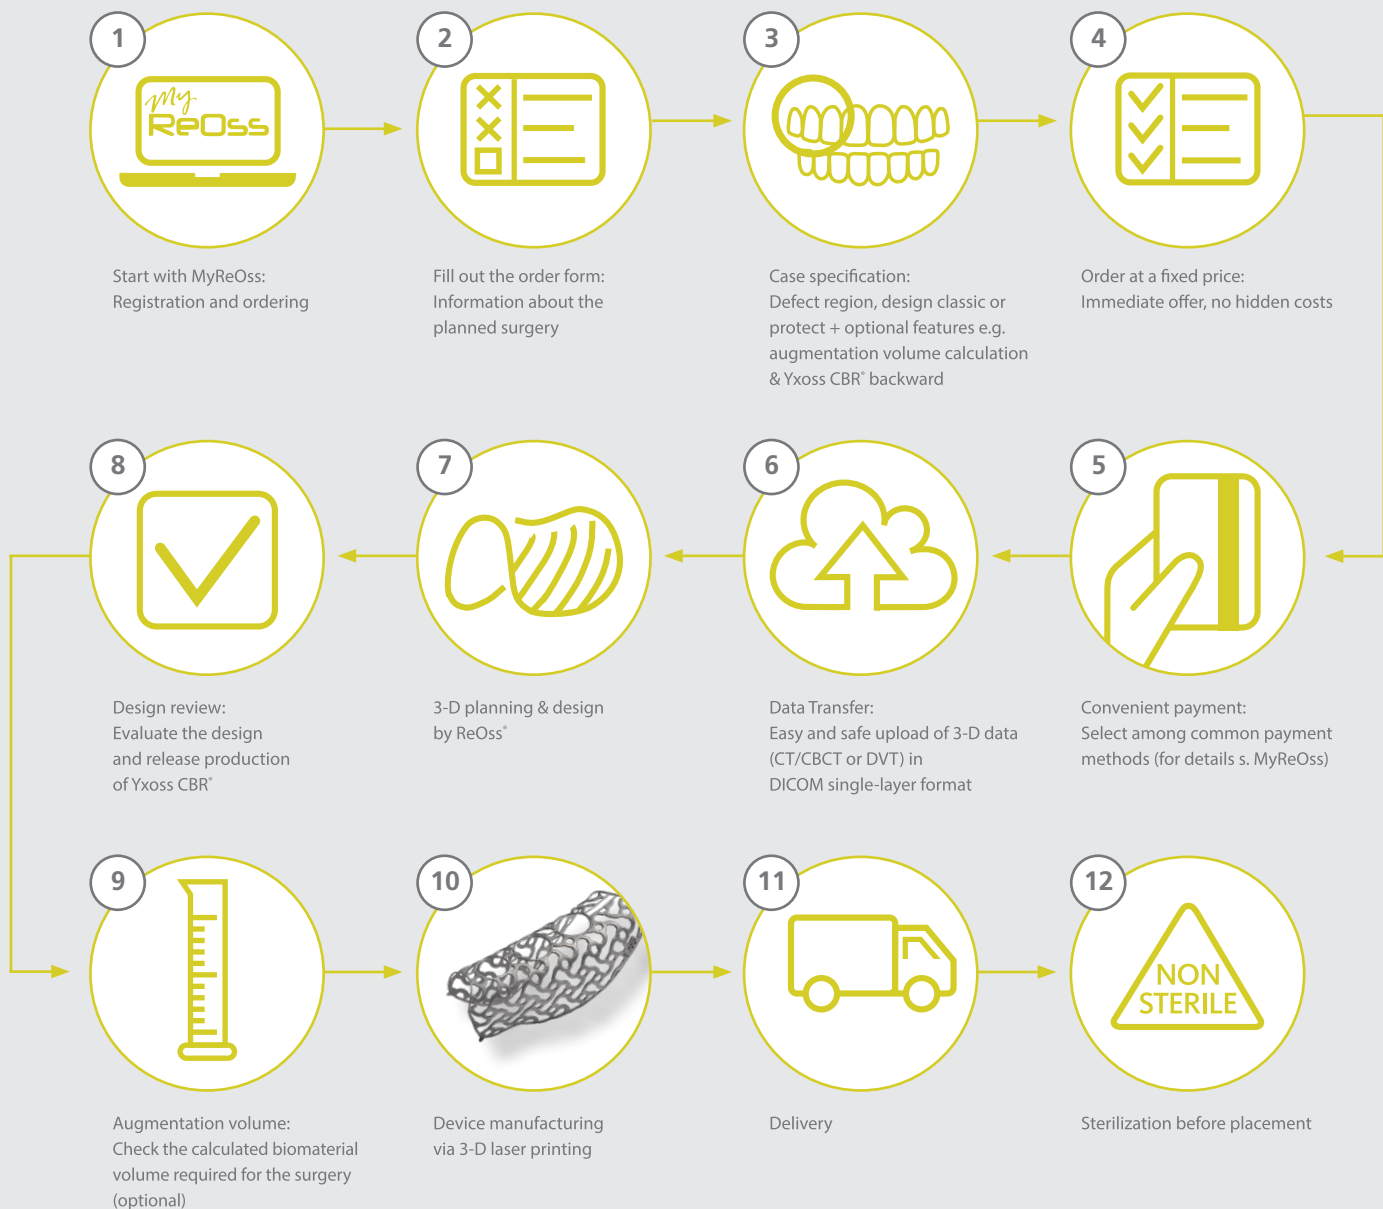 1
My
ReOss
Start with MyReOss:
Registration and ordering
2
Fill out the order form:
Information about the
planned surgery
3
Case specification:
Defect region, design classic or
protect + optional features e.g.
augmentation volume calculation
& Yxoss CBR® backward
4
Order at a fixed price:
Immediate offer, no hidden costs
5
Convenient payment:
Select among common payment
methods (for details s. MyReOss)
6
Data Transfer:
Easy and safe upload of 3-D data
(CT/CBCT or DVT) in
DICOM single-layer format
7
3-D planning & design
by ReOss®
8
Design review:
Evaluate the design
and release production
of Yxoss CBR®
9
Augmentation volume:
Check the calculated biomaterial
volume required for the surgery
(optional)
10
Device manufacturing
via 3-D laser printing
11
Delivery
12
NON
STERILE
Sterilization before placement